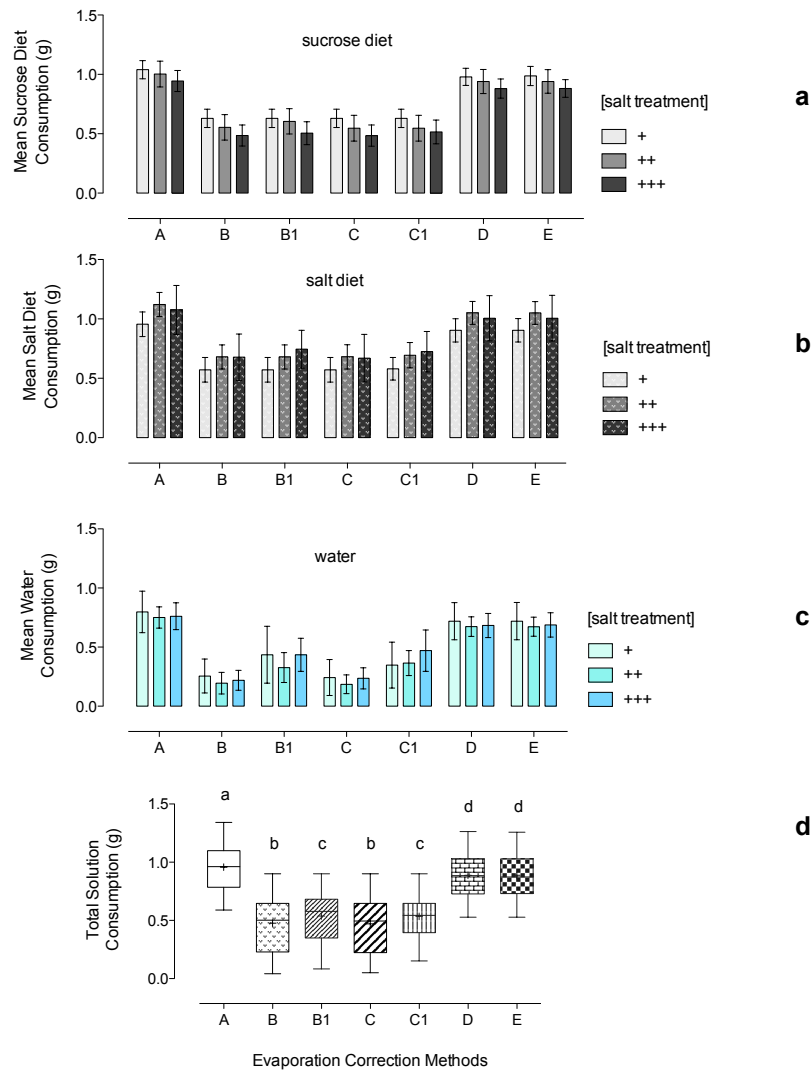 Mean Sucrose Diet
Consumption (g)
1.5
1.0
0.5
0.0
sucrose diet
a
[salt treatment]
+
++
+++
A B B1 C C1 D E
Mean Salt Diet
Consumption (g)
1.5
1.0
0.5
0.0
salt diet
b
[salt treatment]
+
++
+++
A B B1 C C1 D E
Mean Water
Consumption (g)
1.5
1.0
0.5
0.0
water
c
[salt treatment]
+
++
+++
A B B1 C C1 D E
Total Solution
Consumption (g)
1.5
1.0
0.5
0.0
a b c b c d d
d
A B B1 C C1 D E
Evaporation Correction Methods